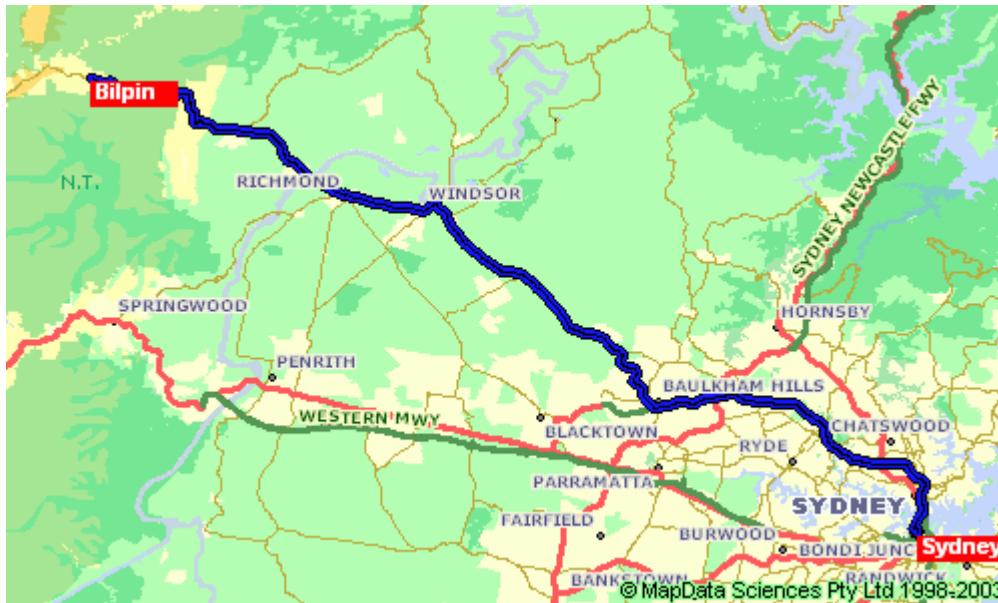 Bilpin
N.T.
RICHMOND
WINDSOR
SYDNEY NEWCASTLE FWY
SPRINGWOOD
HORNSBY
PENRITH
BAULKHAM HILLS
WESTERN MWY
BLACKTOWN
CHATSWOOD
RYDE
PARRAMATTA
SYDNEY
FAIRFIELD
BURWOOD
BONDI JUNC
Sydney
BANKSTOWN
RANDWICK
© MapData Sciences Pty Ltd 1998-2003